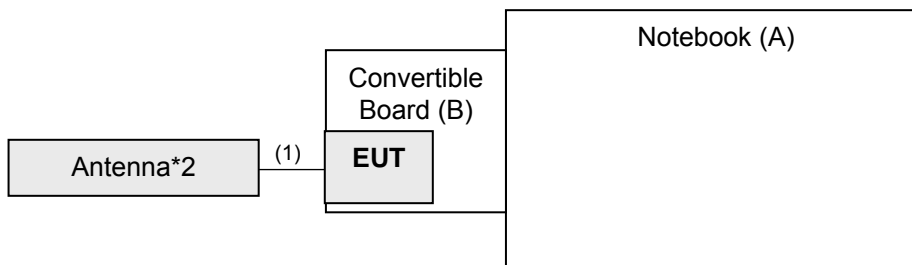 Notebook (A)
Convertible
Board (B)
EUT
(1)
Antenna*2